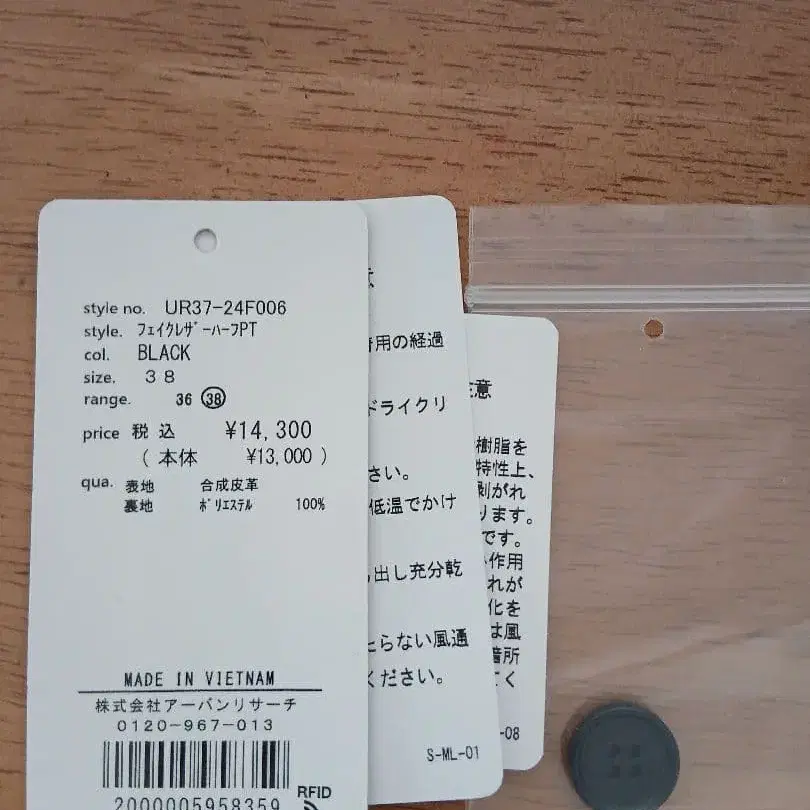 style no. UR37-24F006
style. ﾌｪｲｸﾚｻﾞｰﾊｰﾌPT
col. BLACK
size. 38
range. 36 ㊳
price 税込 ¥14,300
( 本体 ¥13,000 )
qua. 表地 合成皮革
裏地 ﾎﾟﾘｴｽﾃﾙ 100%
MADE IN VIETNAM
株式会社アーバンリサーチ
0120-967-013
2000005958359
RFID
用の経過
ドライクリ
さい。
低温でかけ
出し充分乾
らない風通
ください。
S-ML-01
意
樹脂を
特性上、
剥がれ
ります。
です。
作用
れが
化を
は風
所
てく
-08